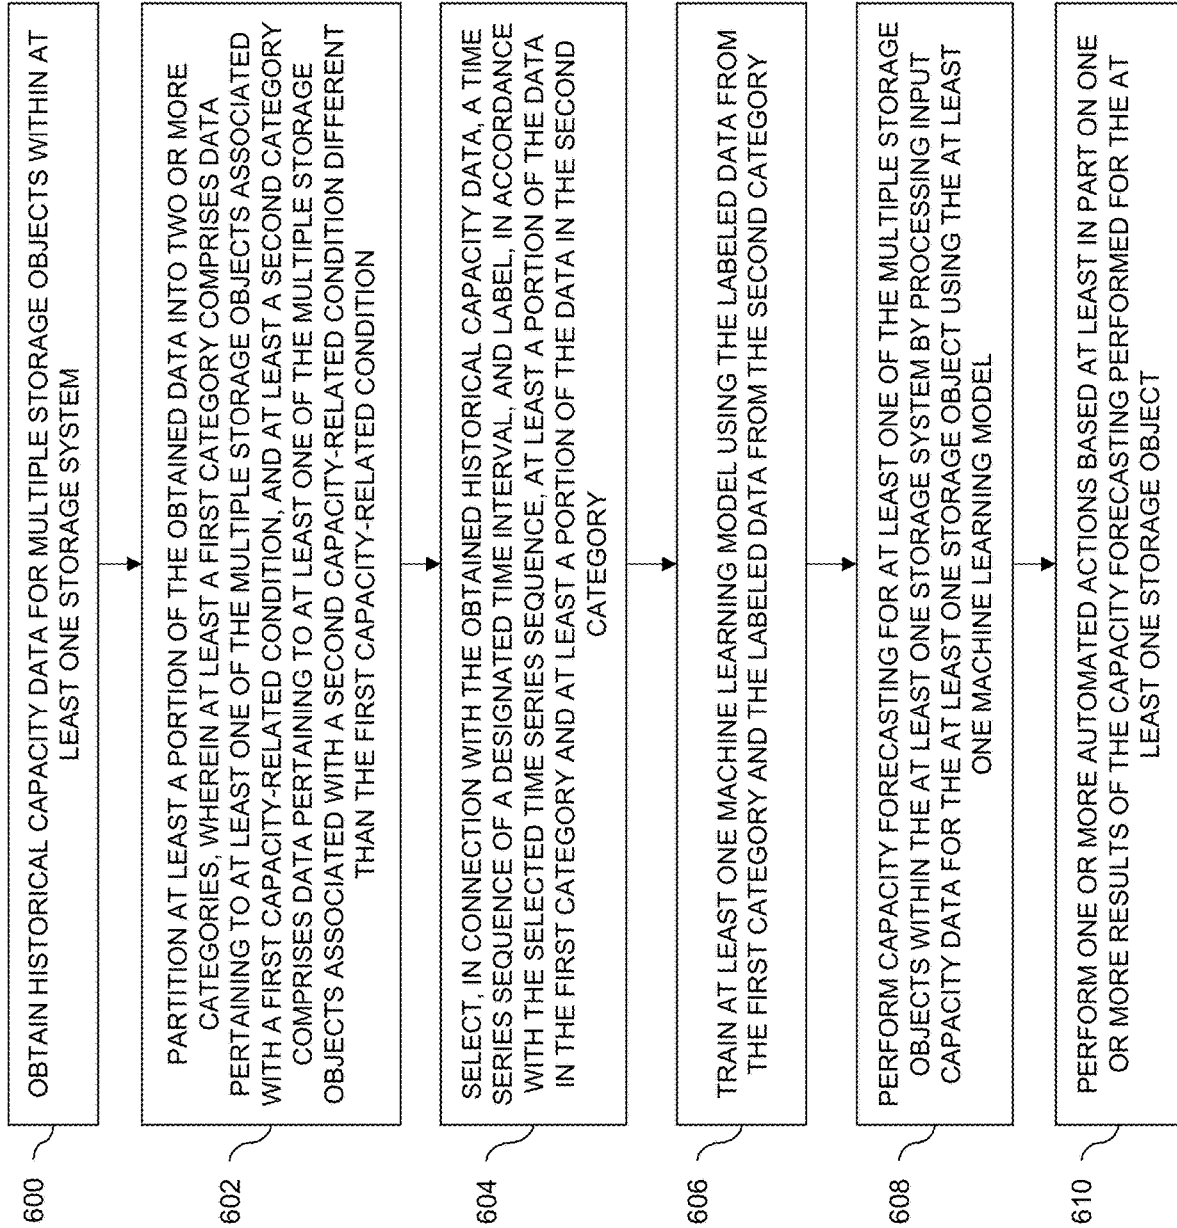 600
OBTAIN HISTORICAL CAPACITY DATA FOR MULTIPLE STORAGE OBJECTS WITHIN AT
LEAST ONE STORAGE SYSTEM
602
PARTITION AT LEAST A PORTION OF THE OBTAINED DATA INTO TWO OR MORE
CATEGORIES, WHEREIN AT LEAST A FIRST CATEGORY COMPRISES DATA
PERTAINING TO AT LEAST ONE OF THE MULTIPLE STORAGE OBJECTS ASSOCIATED
WITH A FIRST CAPACITY-RELATED CONDITION, AND AT LEAST A SECOND CATEGORY
COMPRISES DATA PERTAINING TO AT LEAST ONE OF THE MULTIPLE STORAGE
OBJECTS ASSOCIATED WITH A SECOND CAPACITY-RELATED CONDITION DIFFERENT
THAN THE FIRST CAPACITY-RELATED CONDITION
604
SELECT, IN CONNECTION WITH THE OBTAINED HISTORICAL CAPACITY DATA, A TIME
SERIES SEQUENCE OF A DESIGNATED TIME INTERVAL, AND LABEL, IN ACCORDANCE
WITH THE SELECTED TIME SERIES SEQUENCE, AT LEAST A PORTION OF THE DATA
IN THE FIRST CATEGORY AND AT LEAST A PORTION OF THE DATA IN THE SECOND
CATEGORY
606
TRAIN AT LEAST ONE MACHINE LEARNING MODEL USING THE LABELED DATA FROM
THE FIRST CATEGORY AND THE LABELED DATA FROM THE SECOND CATEGORY
608
PERFORM CAPACITY FORECASTING FOR AT LEAST ONE OF THE MULTIPLE STORAGE
OBJECTS WITHIN THE AT LEAST ONE STORAGE SYSTEM BY PROCESSING INPUT
CAPACITY DATA FOR THE AT LEAST ONE STORAGE OBJECT USING THE AT LEAST
ONE MACHINE LEARNING MODEL
610
PERFORM ONE OR MORE AUTOMATED ACTIONS BASED AT LEAST IN PART ON ONE
OR MORE RESULTS OF THE CAPACITY FORECASTING PERFORMED FOR THE AT
LEAST ONE STORAGE OBJECT